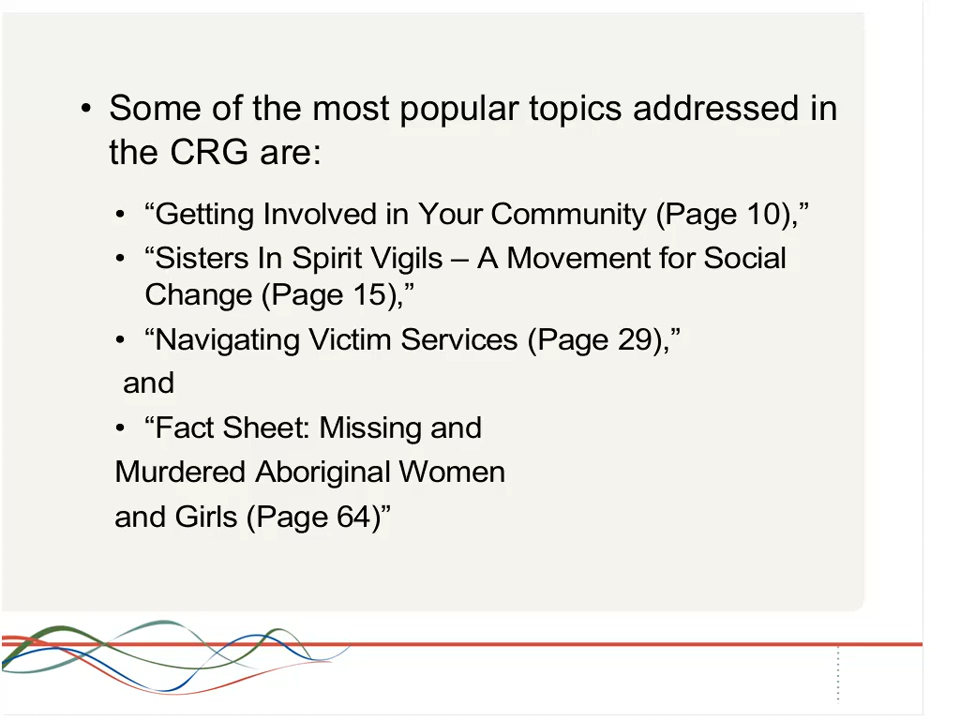 • Some of the most popular topics addressed in
the CRG are:
• “Getting Involved in Your Community (Page 10),”
• “Sisters In Spirit Vigils – A Movement for Social
Change (Page 15),”
• “Navigating Victim Services (Page 29),”
and
• “Fact Sheet: Missing and
Murdered Aboriginal Women
and Girls (Page 64)”